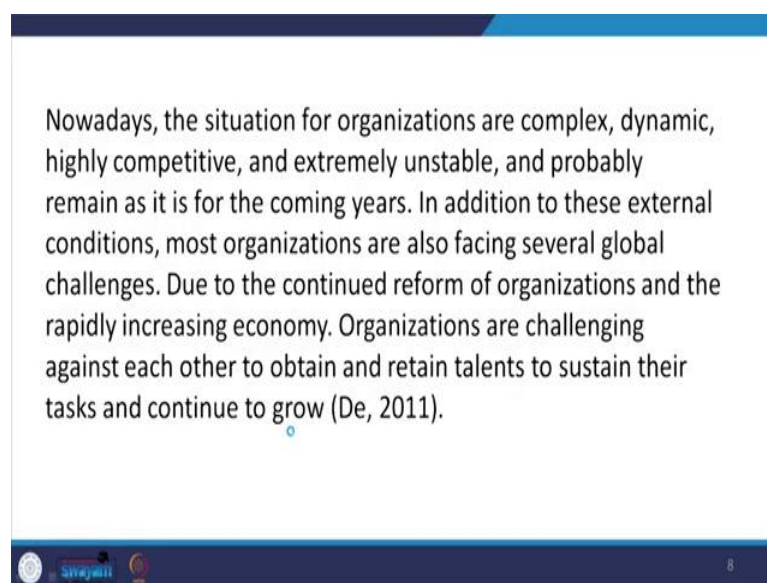 Nowadays, the situation for organizations are complex, dynamic,
highly competitive, and extremely unstable, and probably
remain as it is for the coming years. In addition to these external
conditions, most organizations are also facing several global
challenges. Due to the continued reform of organizations and the
rapidly increasing economy. Organizations are challenging
against each other to obtain and retain talents to sustain their
tasks and continue to grow (De, 2011).
swayam
8